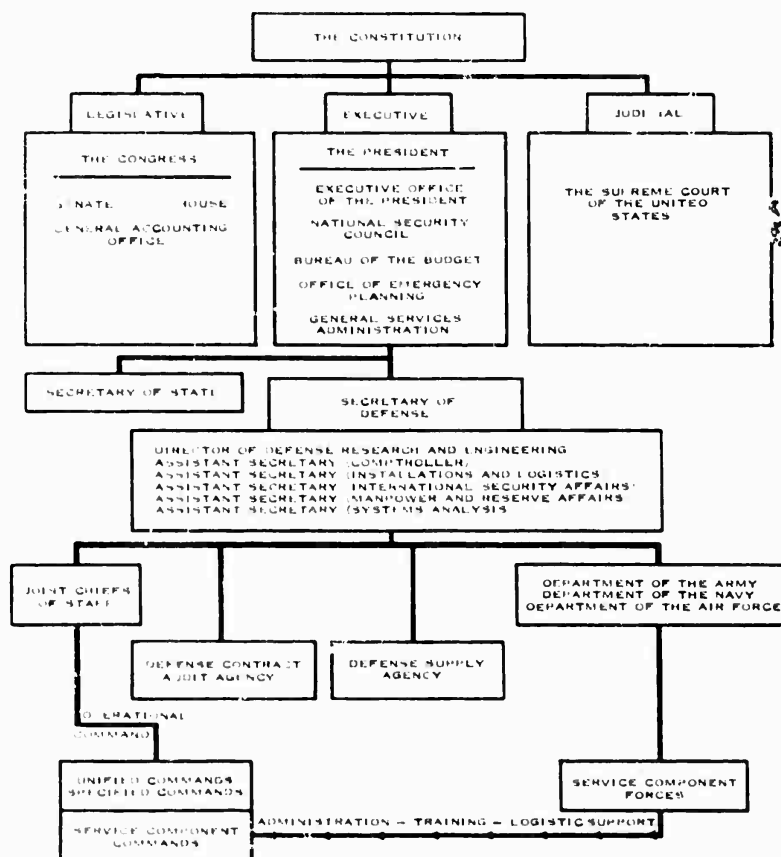 THE CONSTITUTION
LEGISLATIVE
EXECUTIVE
JUDICIAL
THE CONGRESS
SENATE HOUSE
GENERAL ACCOUNTING
OFFICE
THE PRESIDENT
EXECUTIVE OFFICE
OF THE PRESIDENT
NATIONAL SECURITY
COUNCIL
BUREAU OF THE BUDGET
OFFICE OF EMERGENCY
PLANNING
GENERAL SERVICES
ADMINISTRATION
THE SUPREME COURT
OF THE UNITED
STATES
SECRETARY OF STATE
SECRETARY OF
DEFENSE
DIRECTOR OF DEFENSE RESEARCH AND ENGINEERING
ASSISTANT SECRETARY (COMPTROLLER)
ASSISTANT SECRETARY (INSTALLATIONS AND LOGISTICS
ASSISTANT SECRETARY INTERNATIONAL SECURITY AFFAIRS)
ASSISTANT SECRETARY (MANPOWER AND RESERVE AFFAIRS
ASSISTANT SECRETARY (SYSTEMS ANALYSIS
JOINT CHIEFS
OF STAFF
DEPARTMENT OF THE ARMY
DEPARTMENT OF THE NAVY
DEPARTMENT OF THE AIR FORCE
DEFENSE CONTRACT
AUDIT AGENCY
DEFENSE SUPPLY
AGENCY
OPERATIONAL
COMMAND
UNIFIED COMMANDS
SPECIFIED COMMANDS
SERVICE COMPONENT
COMMANDS
SERVICE COMPONENT
FORCES
ADMINISTRATION – TRAINING – LOGISTIC SUPPORT